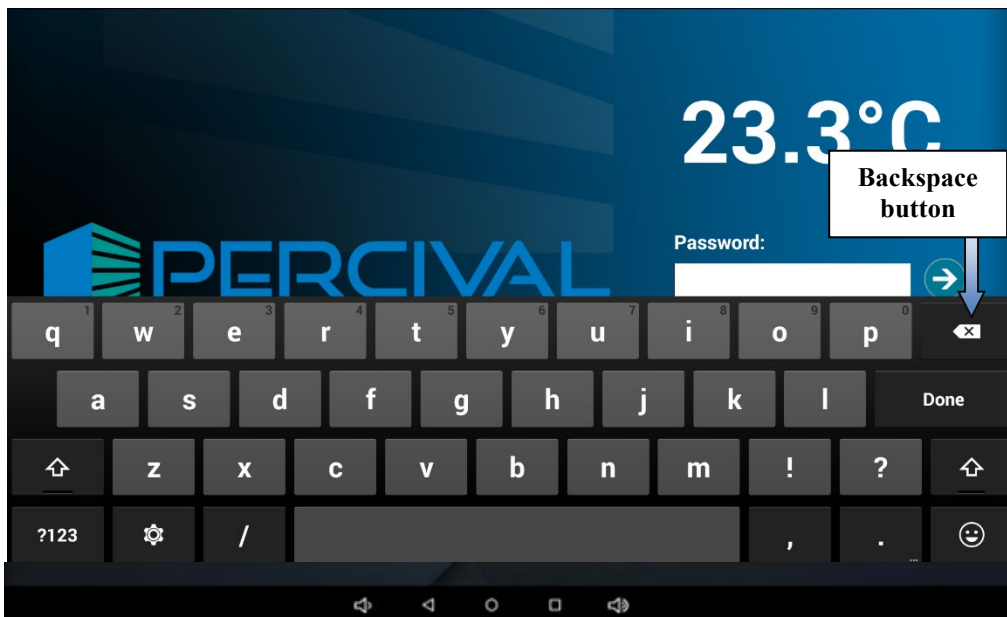 23.3°C
Backspace
button
Password:
PERCIVAL
q 1 w 2 e 3 r 4 t 5 y 6 u 7 i 8 o 9 p 0
a s d f g h j k l Done
z x c v b n m ! ?
?123 / , . ...